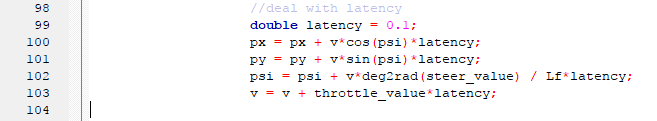 98 //deal with latency
99 double latency = 0.1;
100 px = px + v*cos(psi)*latency;
101 py = py + v*sin(psi)*latency;
102 psi = psi + v*deg2rad(steer_value) / Lf*latency;
103 v = v + throttle_value*latency;
104